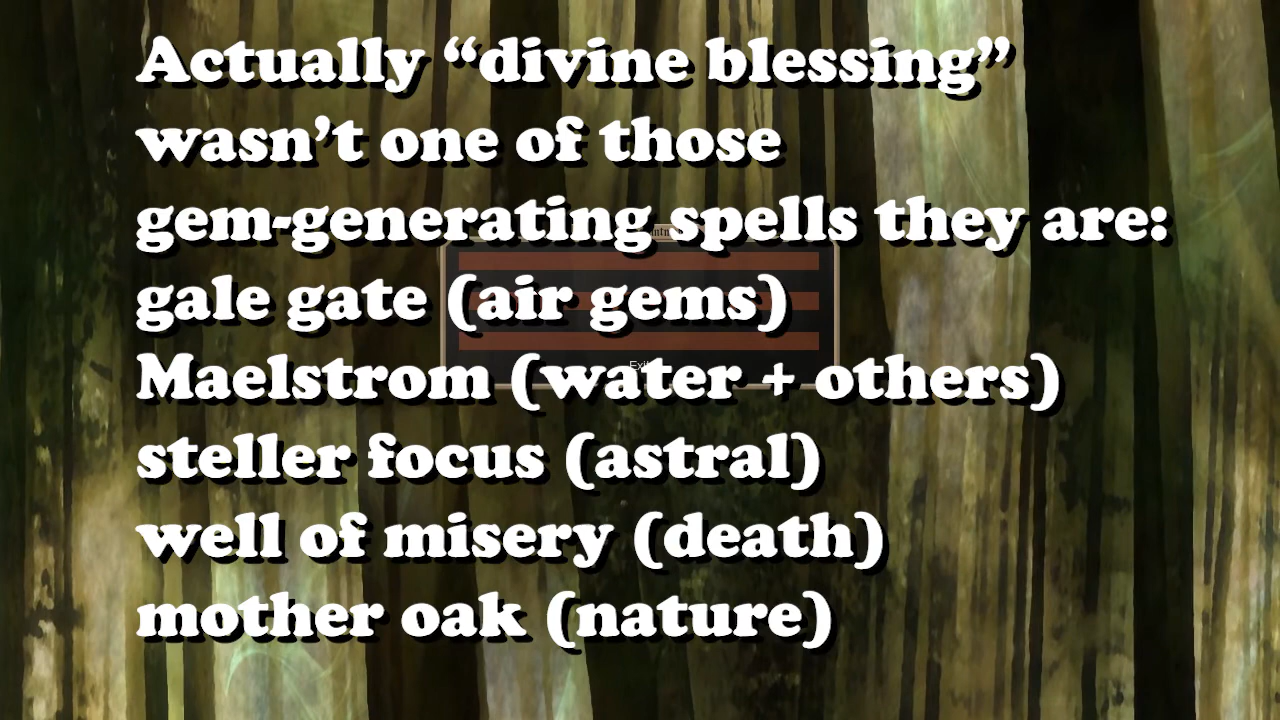 Actually “divine blessing”
wasn’t one of those
gem-generating spells they are:
gale gate (air gems)
Maelstrom (water + others)
steller focus (astral)
well of misery (death)
mother oak (nature)